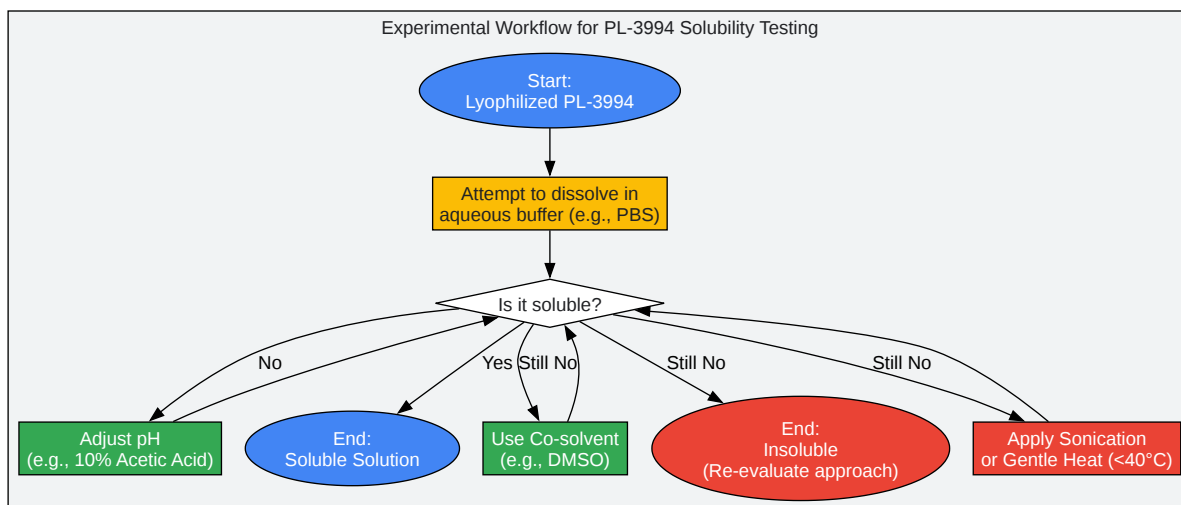 Experimental Workflow for PL-3994 Solubility Testing
Start:
Lyophilized PL-3994
Attempt to dissolve in
aqueous buffer (e.g., PBS)
Is it soluble?
No
Yes
Still No
Still No
Still No
Adjust pH
(e.g., 10% Acetic Acid)
End:
Soluble Solution
Use Co-solvent
(e.g., DMSO)
End:
Insoluble
(Re-evaluate approach)
Apply Sonication
or Gentle Heat (<40°C)